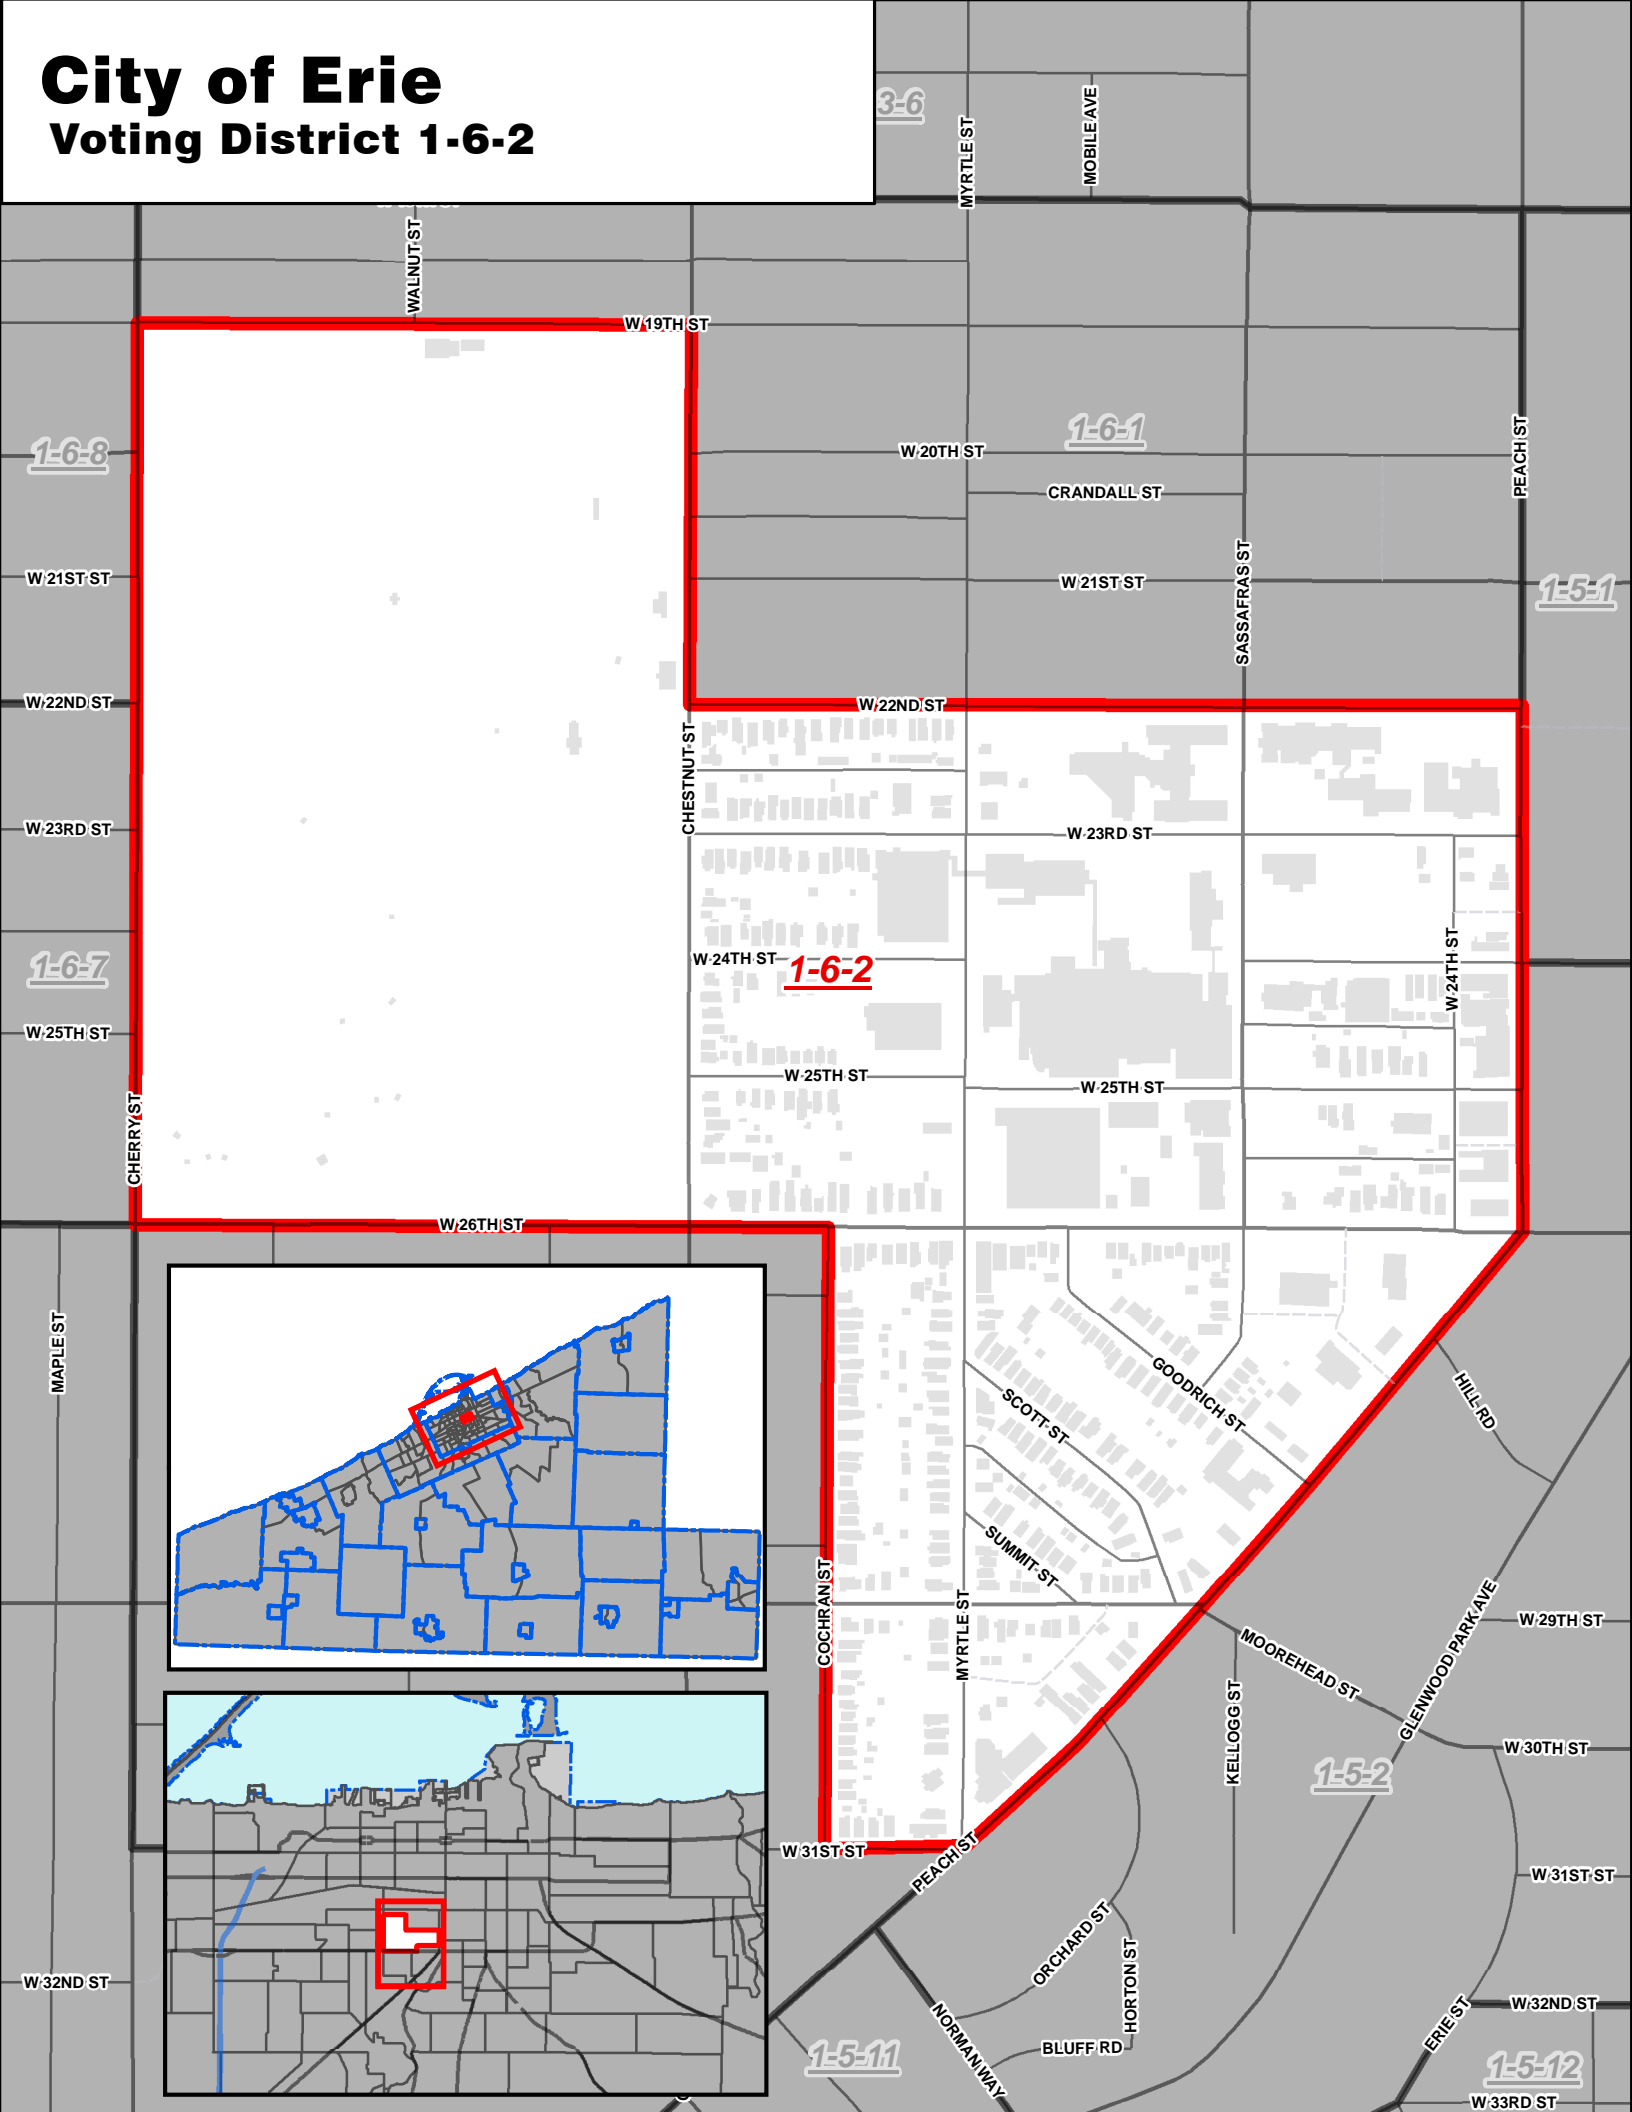 City of Erie
Voting District 1-6-2
3-6
MYRTLE ST
MOBILE AVE
WALNUT ST
W 19TH ST
1-6-8
W 20TH ST
1-6-1
PEACH ST
CRANDALL ST
W 21ST ST
W 21ST ST
SASSAFRAS ST
1-5-1
W 22ND ST
W 22ND ST
CHESTNUT ST
W 23RD ST
W 23RD ST
1-6-7
W 24TH ST
1-6-2
W 24TH ST
W 25TH ST
W 25TH ST
W 25TH ST
CHERRY ST
W 26TH ST
MAPLE ST
GOODRICH ST
SCOTT ST
HILL RD
SUMMIT ST
COCHRAN ST
MYRTLE ST
W 29TH ST
MOOREHEAD ST
GLENWOOD PARK AVE
KELLOGG ST
W 30TH ST
1-5-2
W 31ST ST
PEACH ST
W 31ST ST
ORCHARD ST
HORTON ST
W 32ND ST
W 32ND ST
NORMAN WAY
ERIE ST
BLUFF RD
1-5-11
1-5-12
W 33RD ST